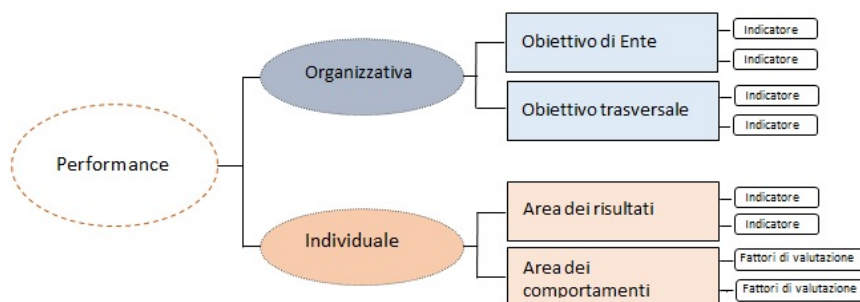 Performance
Organizzativa
Obiettivo di Ente
Indicatore
Indicatore
Obiettivo trasversale
Indicatore
Indicatore
Individuale
Area dei risultati
Indicatore
Indicatore
Area dei
comportamenti
Fattori di valutazione
Fattori di valutazione